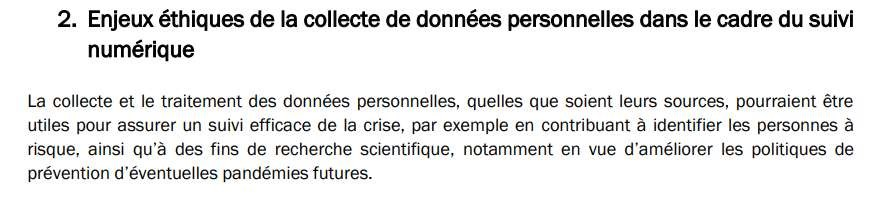 2. Enjeux éthiques de la collecte de données personnelles dans le cadre du suivi
numérique
La collecte et le traitement des données personnelles, quelles que soient leurs sources, pourraient être
utiles pour assurer un suivi efficace de la crise, par exemple en contribuant à identifier les personnes à
risque, ainsi qu’à des fins de recherche scientifique, notamment en vue d’améliorer les politiques de
prévention d’éventuelles pandémies futures.